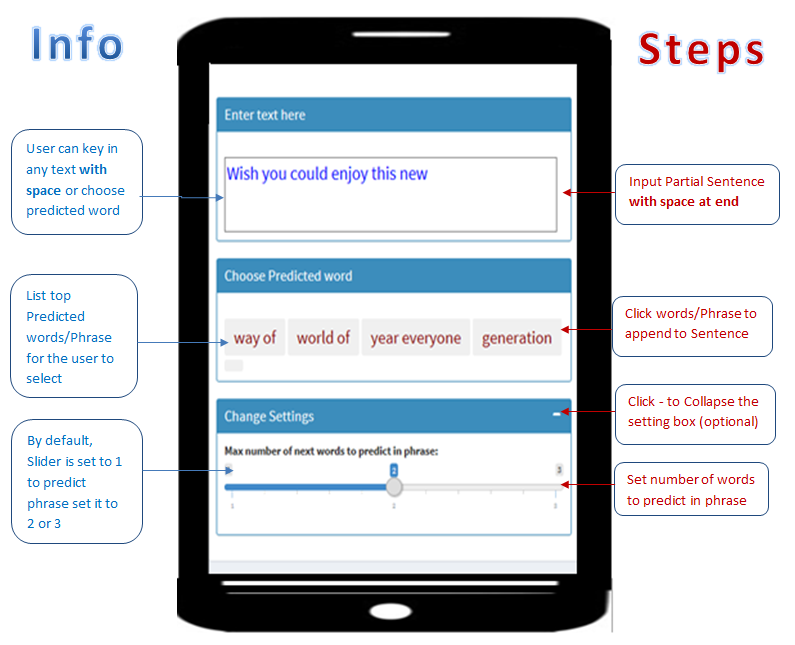 Info
Steps
User can key in
any text with
space or choose
predicted word
List top
Predicted
words/Phrase
for the user to
select
By default,
Slider is set to 1
to predict
phrase set it to
2 or 3
Enter text here
Wish you could enjoy this new
Choose Predicted word
way of
world of
year everyone
generation
Change Settings
Max number of next words to predict in phrase:
2
3
1
2
3
Input Partial Sentence
with space at end
Click words/Phrase to
append to Sentence
Click - to Collapse the
setting box (optional)
Set number of words
to predict in phrase